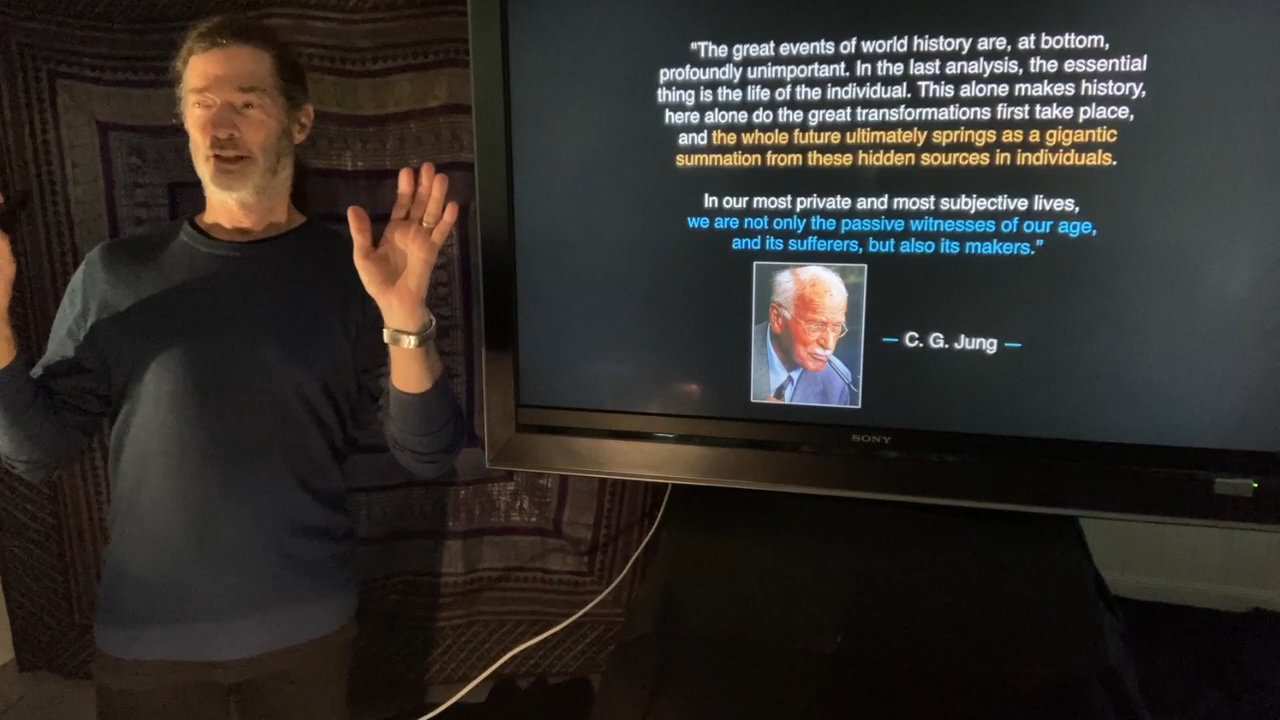 "The great events of world history are, at bottom,
profoundly unimportant. In the last analysis, the essential
thing is the life of the individual. This alone makes history,
here alone do the great transformations first take place,
and the whole future ultimately springs as a gigantic
summation from these hidden sources in individuals.
In our most private and most subjective lives,
we are not only the passive witnesses of our age,
and its sufferers, but also its makers.”
— C. G. Jung —
SONY